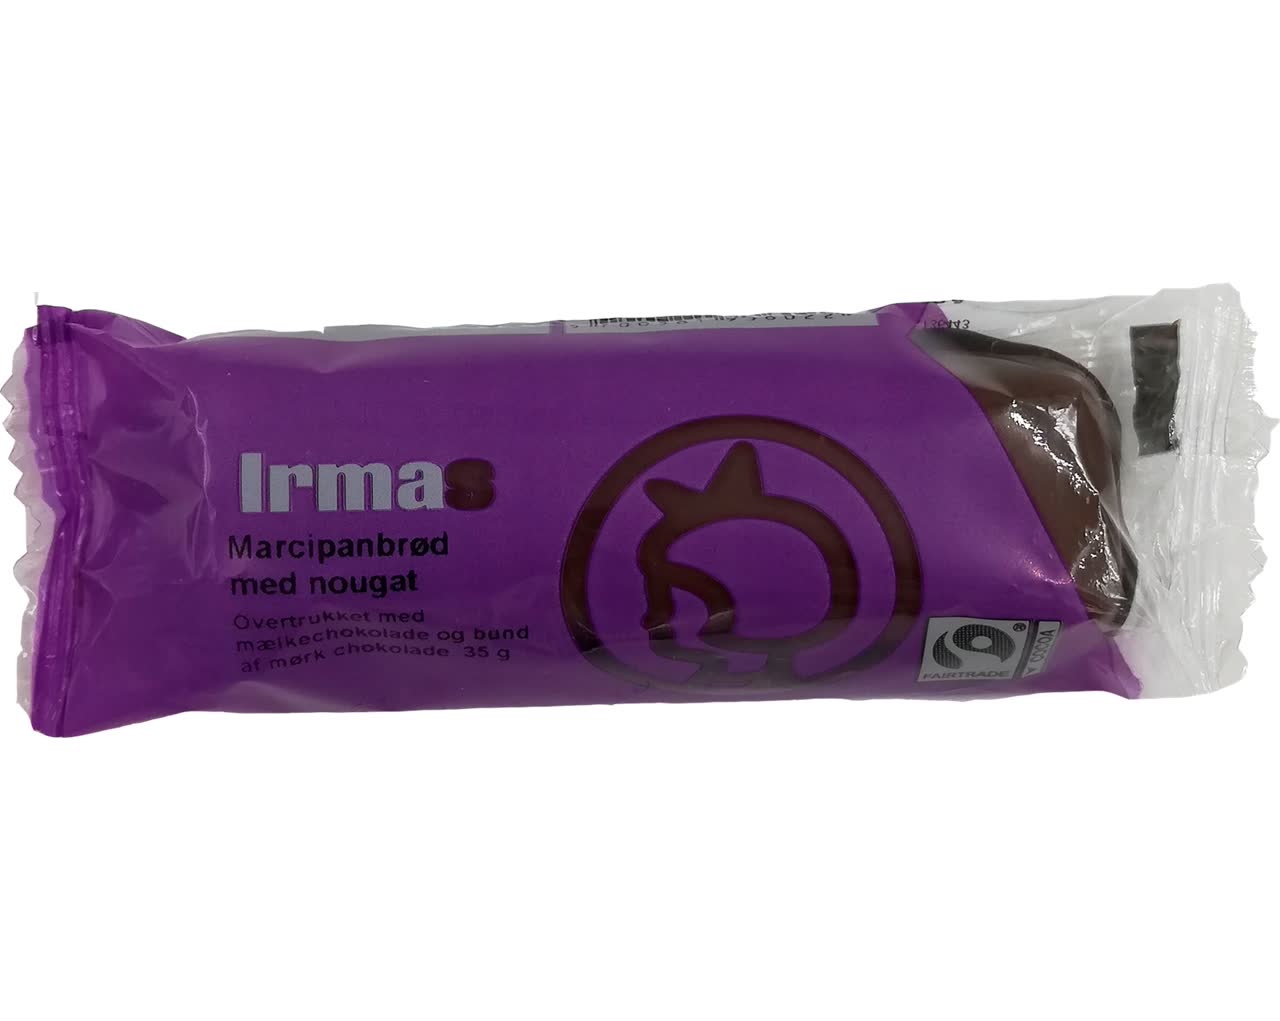 Irmas
Marcipanbrød
med nougat
Overtrukket med
mælkechokolade og bund
af mørk chokolade 35 g
FAIRTRADE
®
COCOA